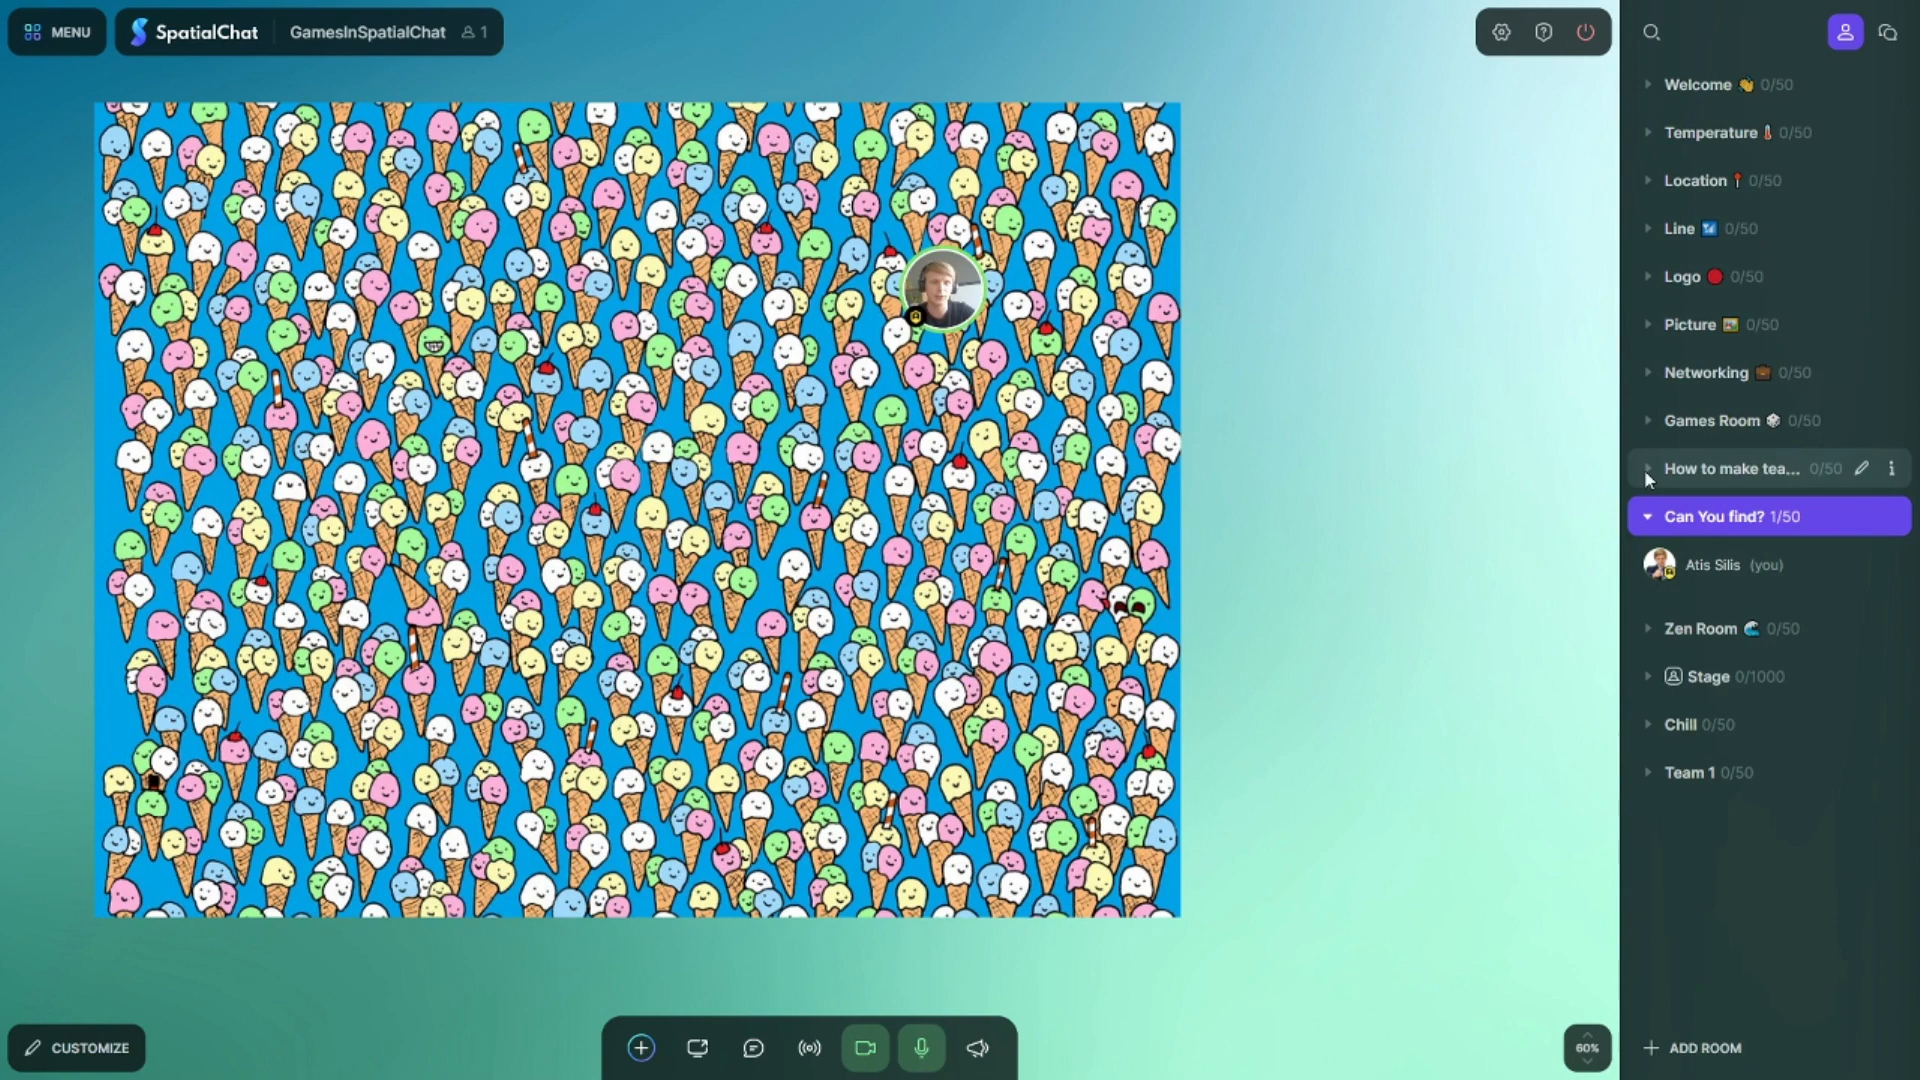 MENU
SpatialChat
GamesInSpatialChat 1
Welcome 0/50
Temperature 0/50
Location 0/50
Line 0/50
Logo 0/50
Picture 0/50
Networking 0/50
Games Room 0/50
How to make tea... 0/50
Can You find? 1/50
Atis Silis (you)
Zen Room 0/50
Stage 0/1000
Chill 0/50
Team 1 0/50
CUSTOMIZE
60%
ADD ROOM